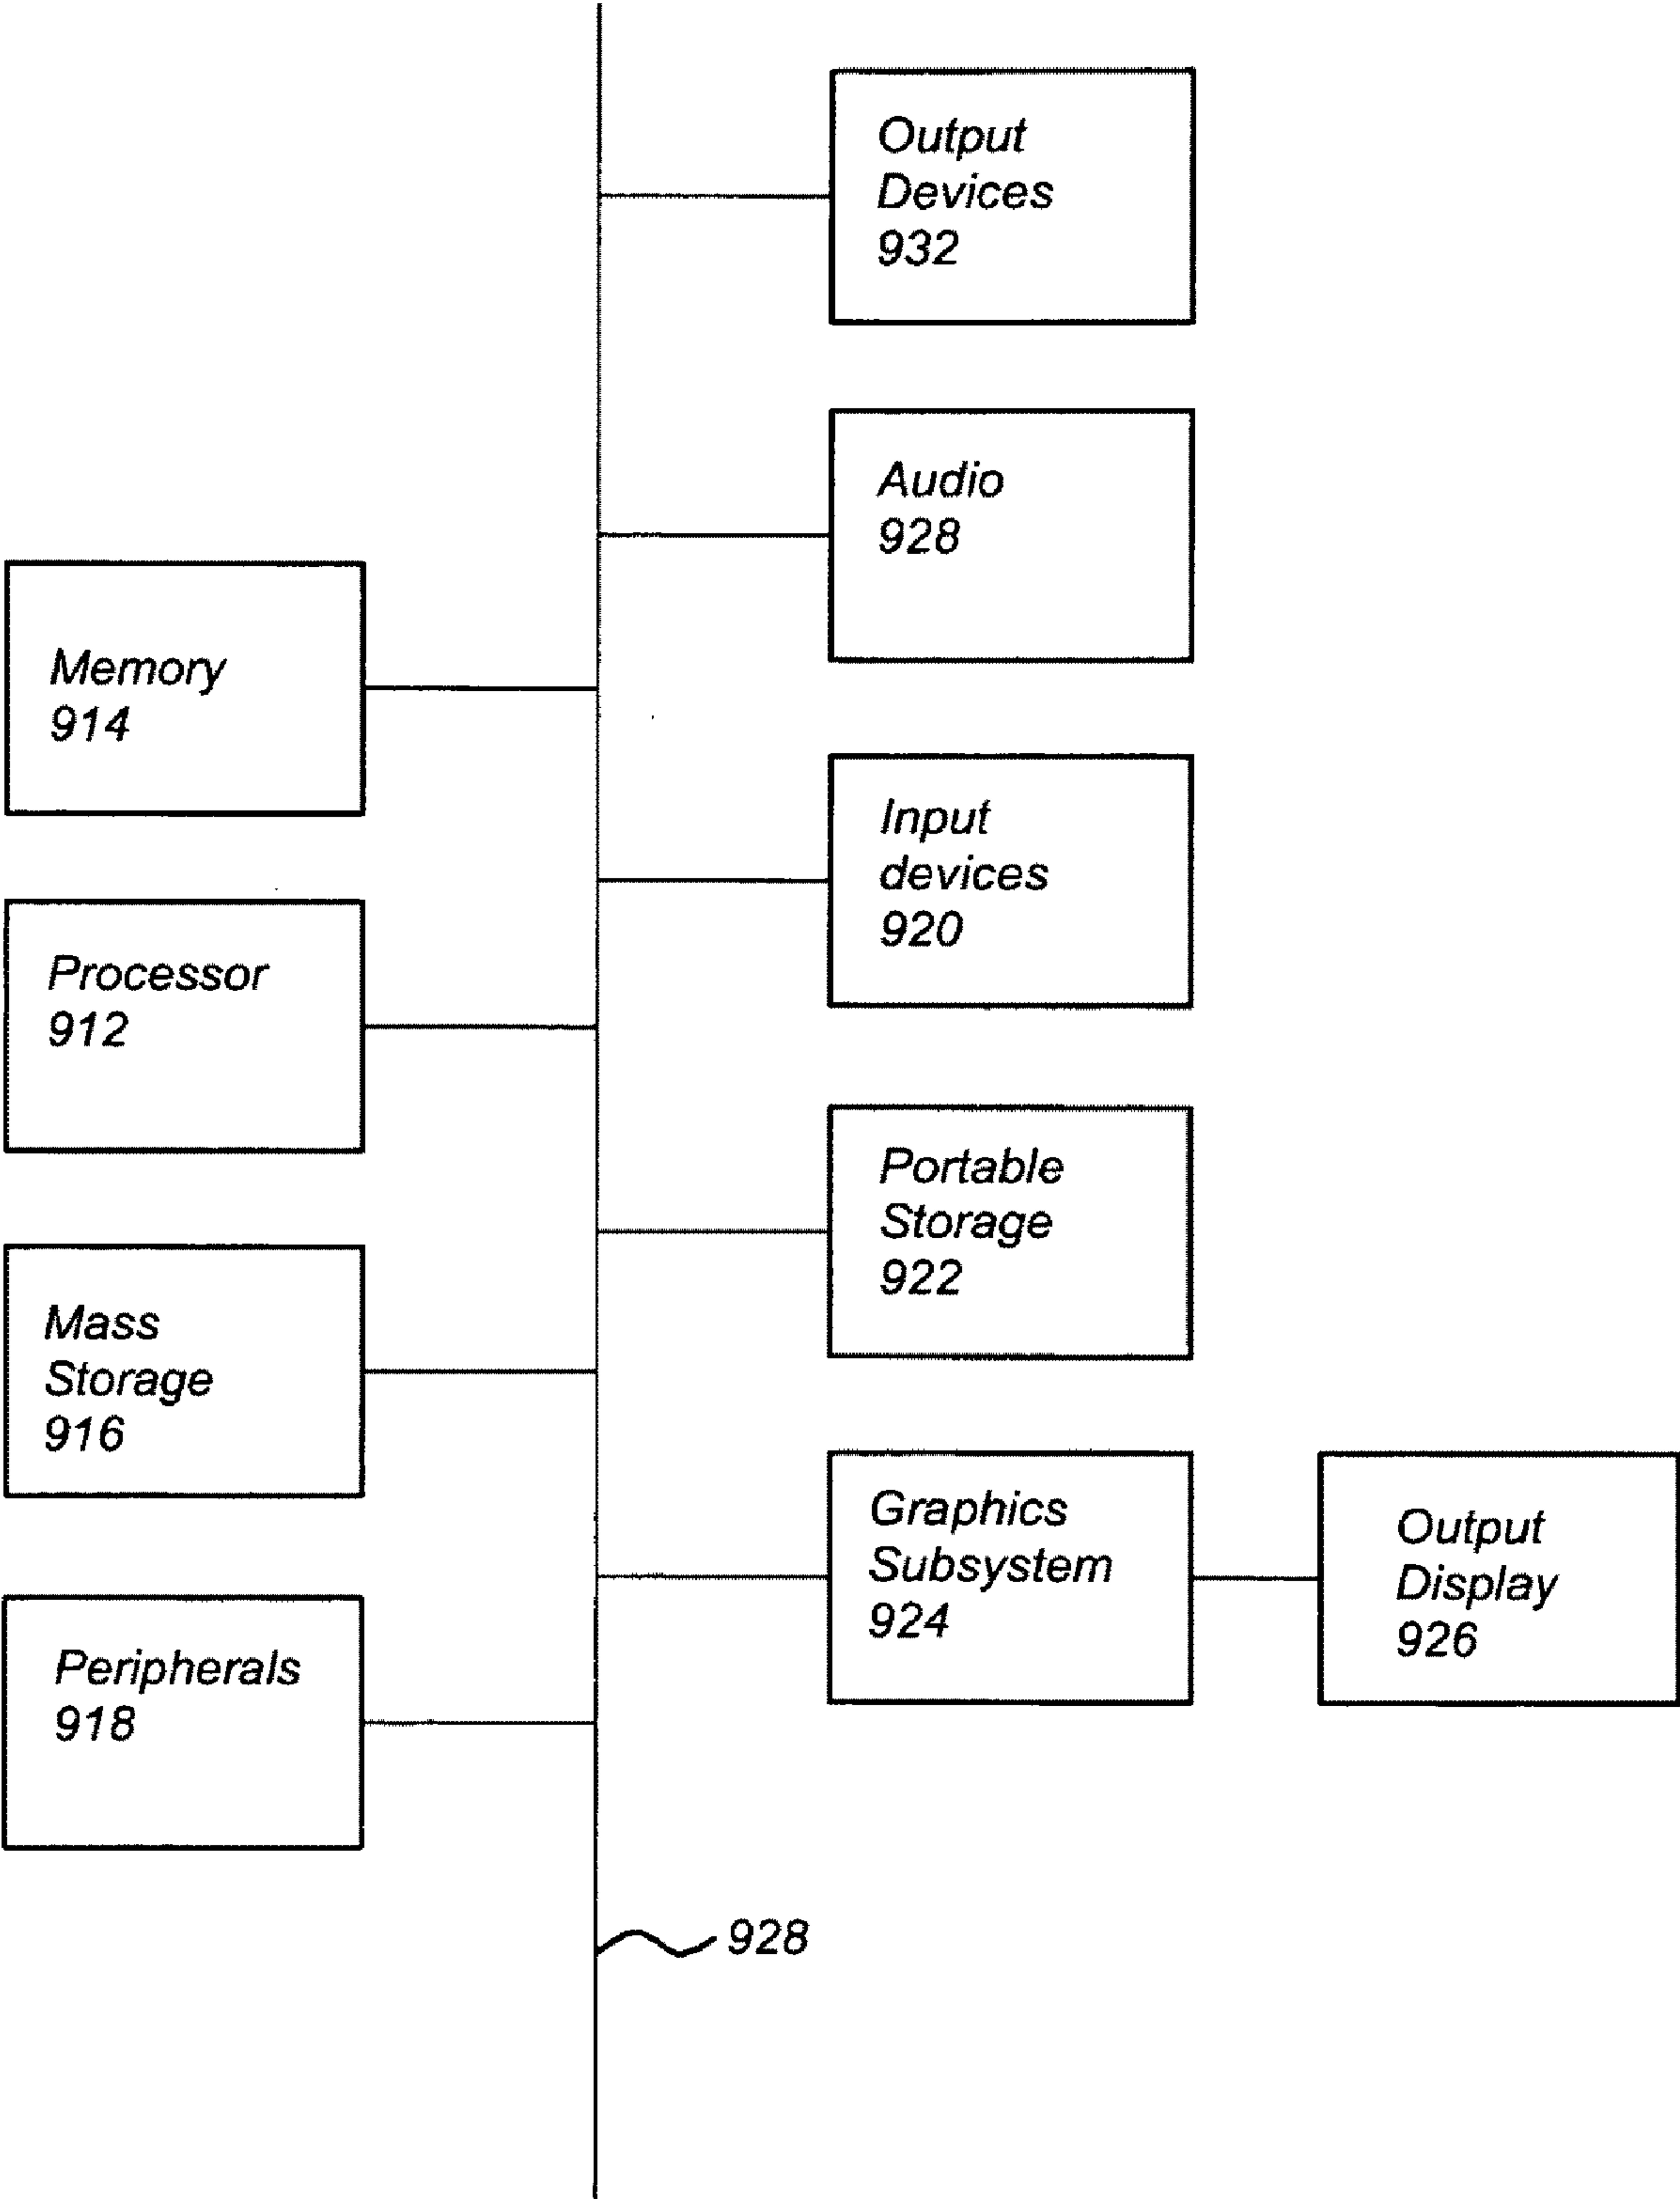 Output
Devices
932
Audio
928
Memory
914
Input
devices
920
Processor
912
Portable
Storage
922
Mass
Storage
916
Graphics
Subsystem
924
Output
Display
926
Peripherals
918
928